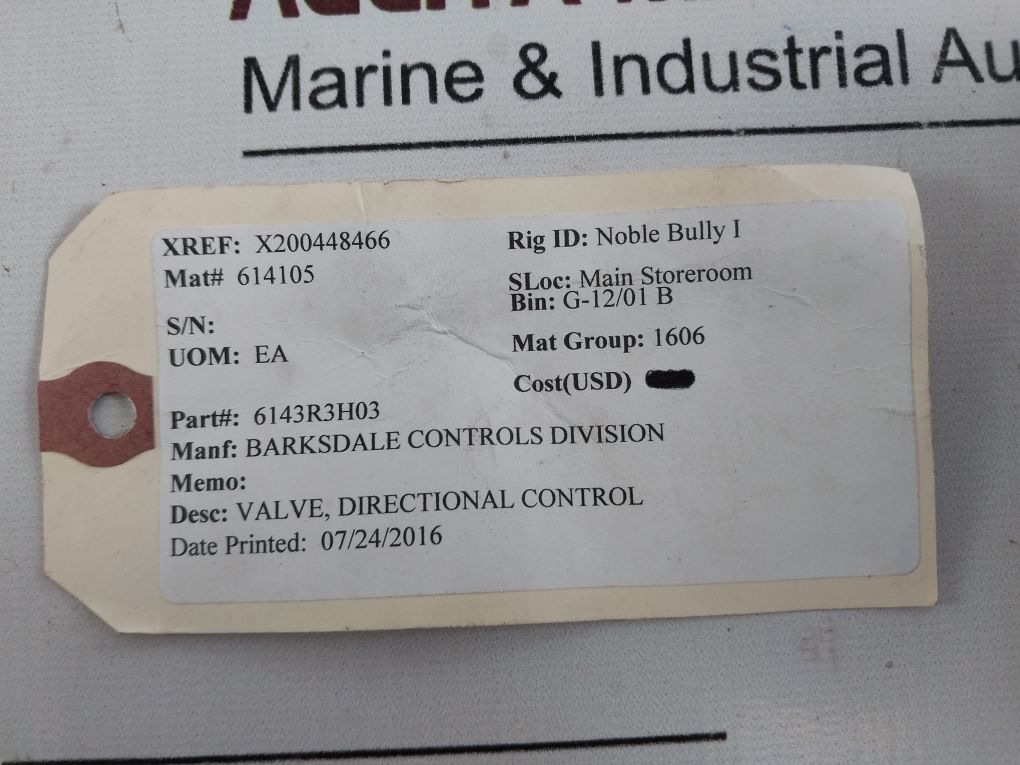 Marine & Industrial
XREF: X200448466
Mat# 614105
S/N:
UOM: EA
Rig ID: Noble Bully I
SLoc: Main Storeroom
Bin: G-12/01 B
Mat Group: 1606
Cost(USD)
Part#: 6143R3H03
Manf: BARKSDALE CONTROLS DIVISION
Memo:
Desc: VALVE, DIRECTIONAL CONTROL
Date Printed: 07/24/2016